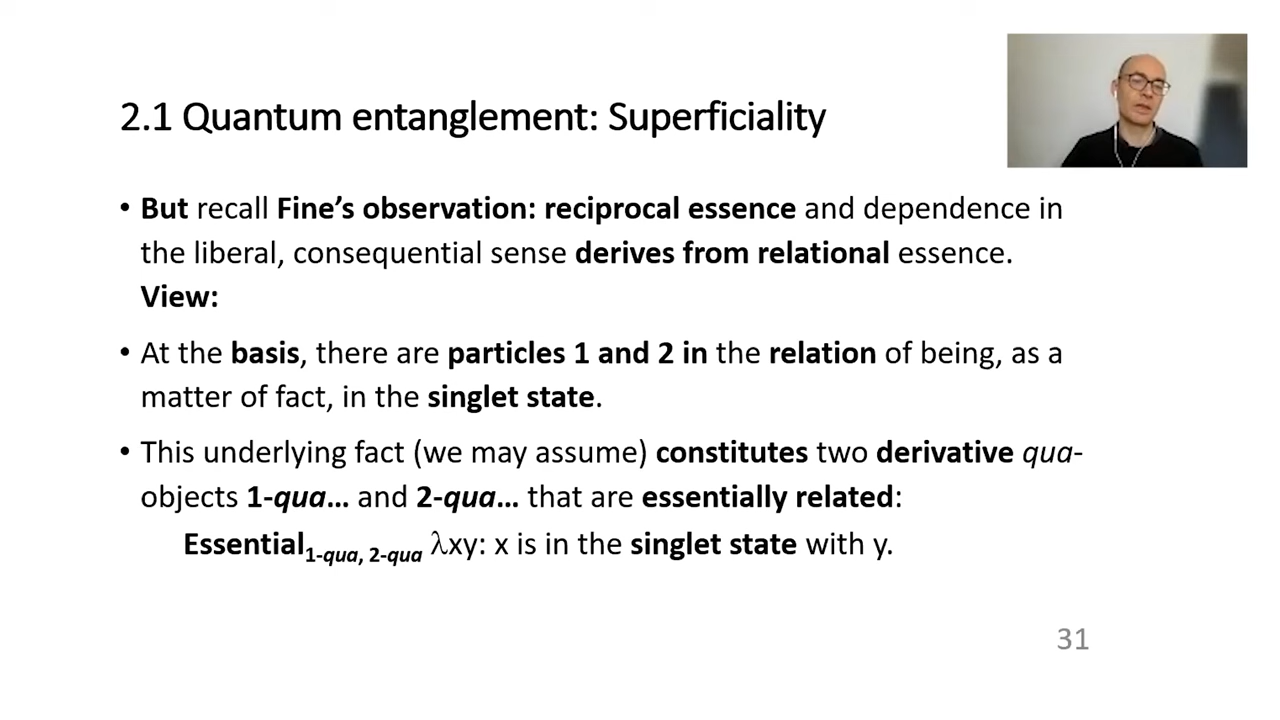 2.1 Quantum entanglement: Superficiality
• But recall Fine's observation: reciprocal essence and dependence in
the liberal, consequential sense derives from relational essence.
View:
• At the basis, there are particles 1 and 2 in the relation of being, as a
matter of fact, in the singlet state.
• This underlying fact (we may assume) constitutes two derivative qua-
objects 1-qua… and 2-qua… that are essentially related:
Essential1-qua, 2-qua λxy: x is in the singlet state with y.
31